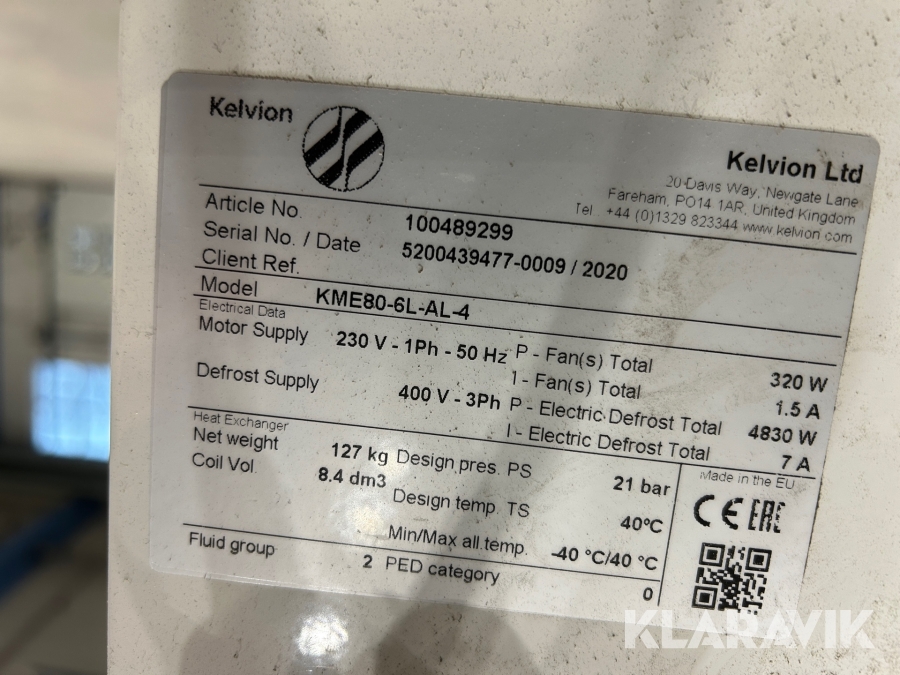 Kelvion
Kelvion Ltd
20 Davis Way, Newgate Lane
Fareham, PO14 1AR, United Kingdom
Tel +44 (0)1329 823344 www.kelvion.com
Article No. 100489299
Serial No. / Date 5200439477-0009 / 2020
Client Ref.
Model KME80-6L-AL-4
Electrical Data
Motor Supply 230 V - 1Ph - 50 Hz P - Fan(s) Total 320 W
I - Fan(s) Total 1.5 A
Defrost Supply 400 V - 3Ph P - Electric Defrost Total 4830 W
I - Electric Defrost Total 7 A
Heat Exchanger
Net weight 127 kg Design pres. PS 21 bar
Coil Vol. 8.4 dm3 Design temp. TS 40°C
Min/Max all.temp. -40 °C/40 °C
Fluid group 2 PED category 0
Made in the EU
CE EAC
KLARAVIK